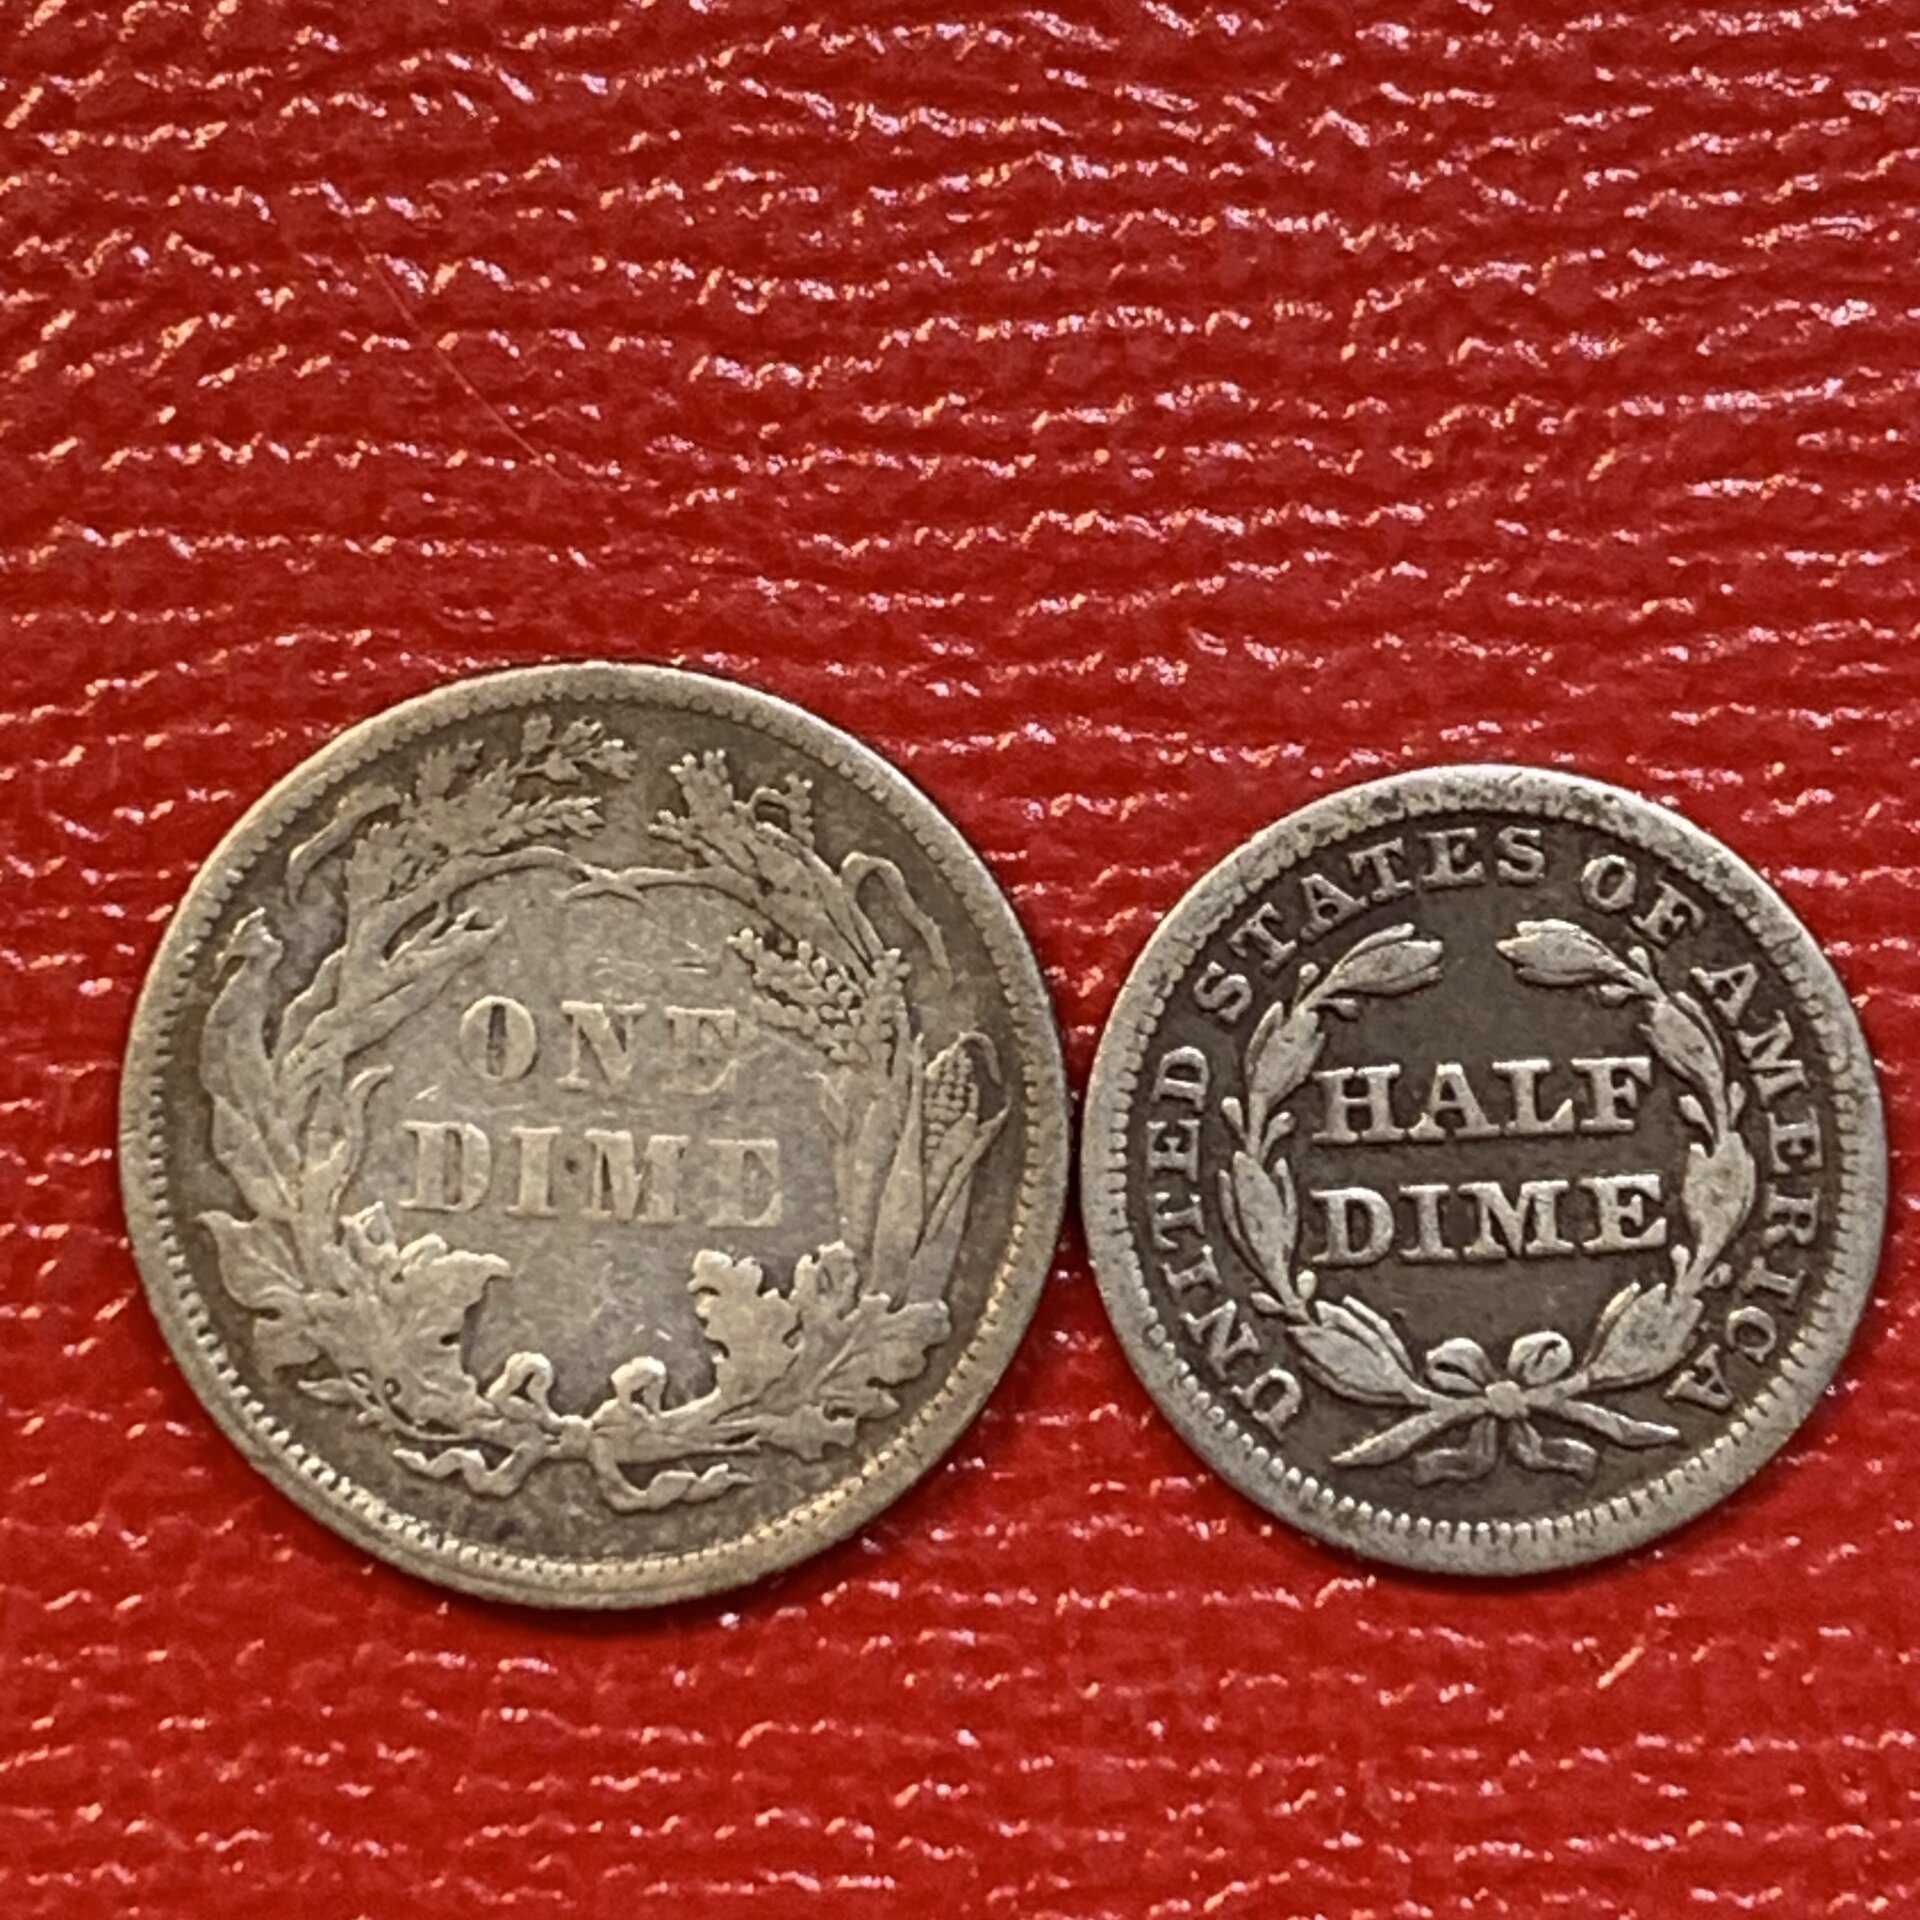 ONE
DIME
UNITED STATES OF AMERICA
HALF
DIME